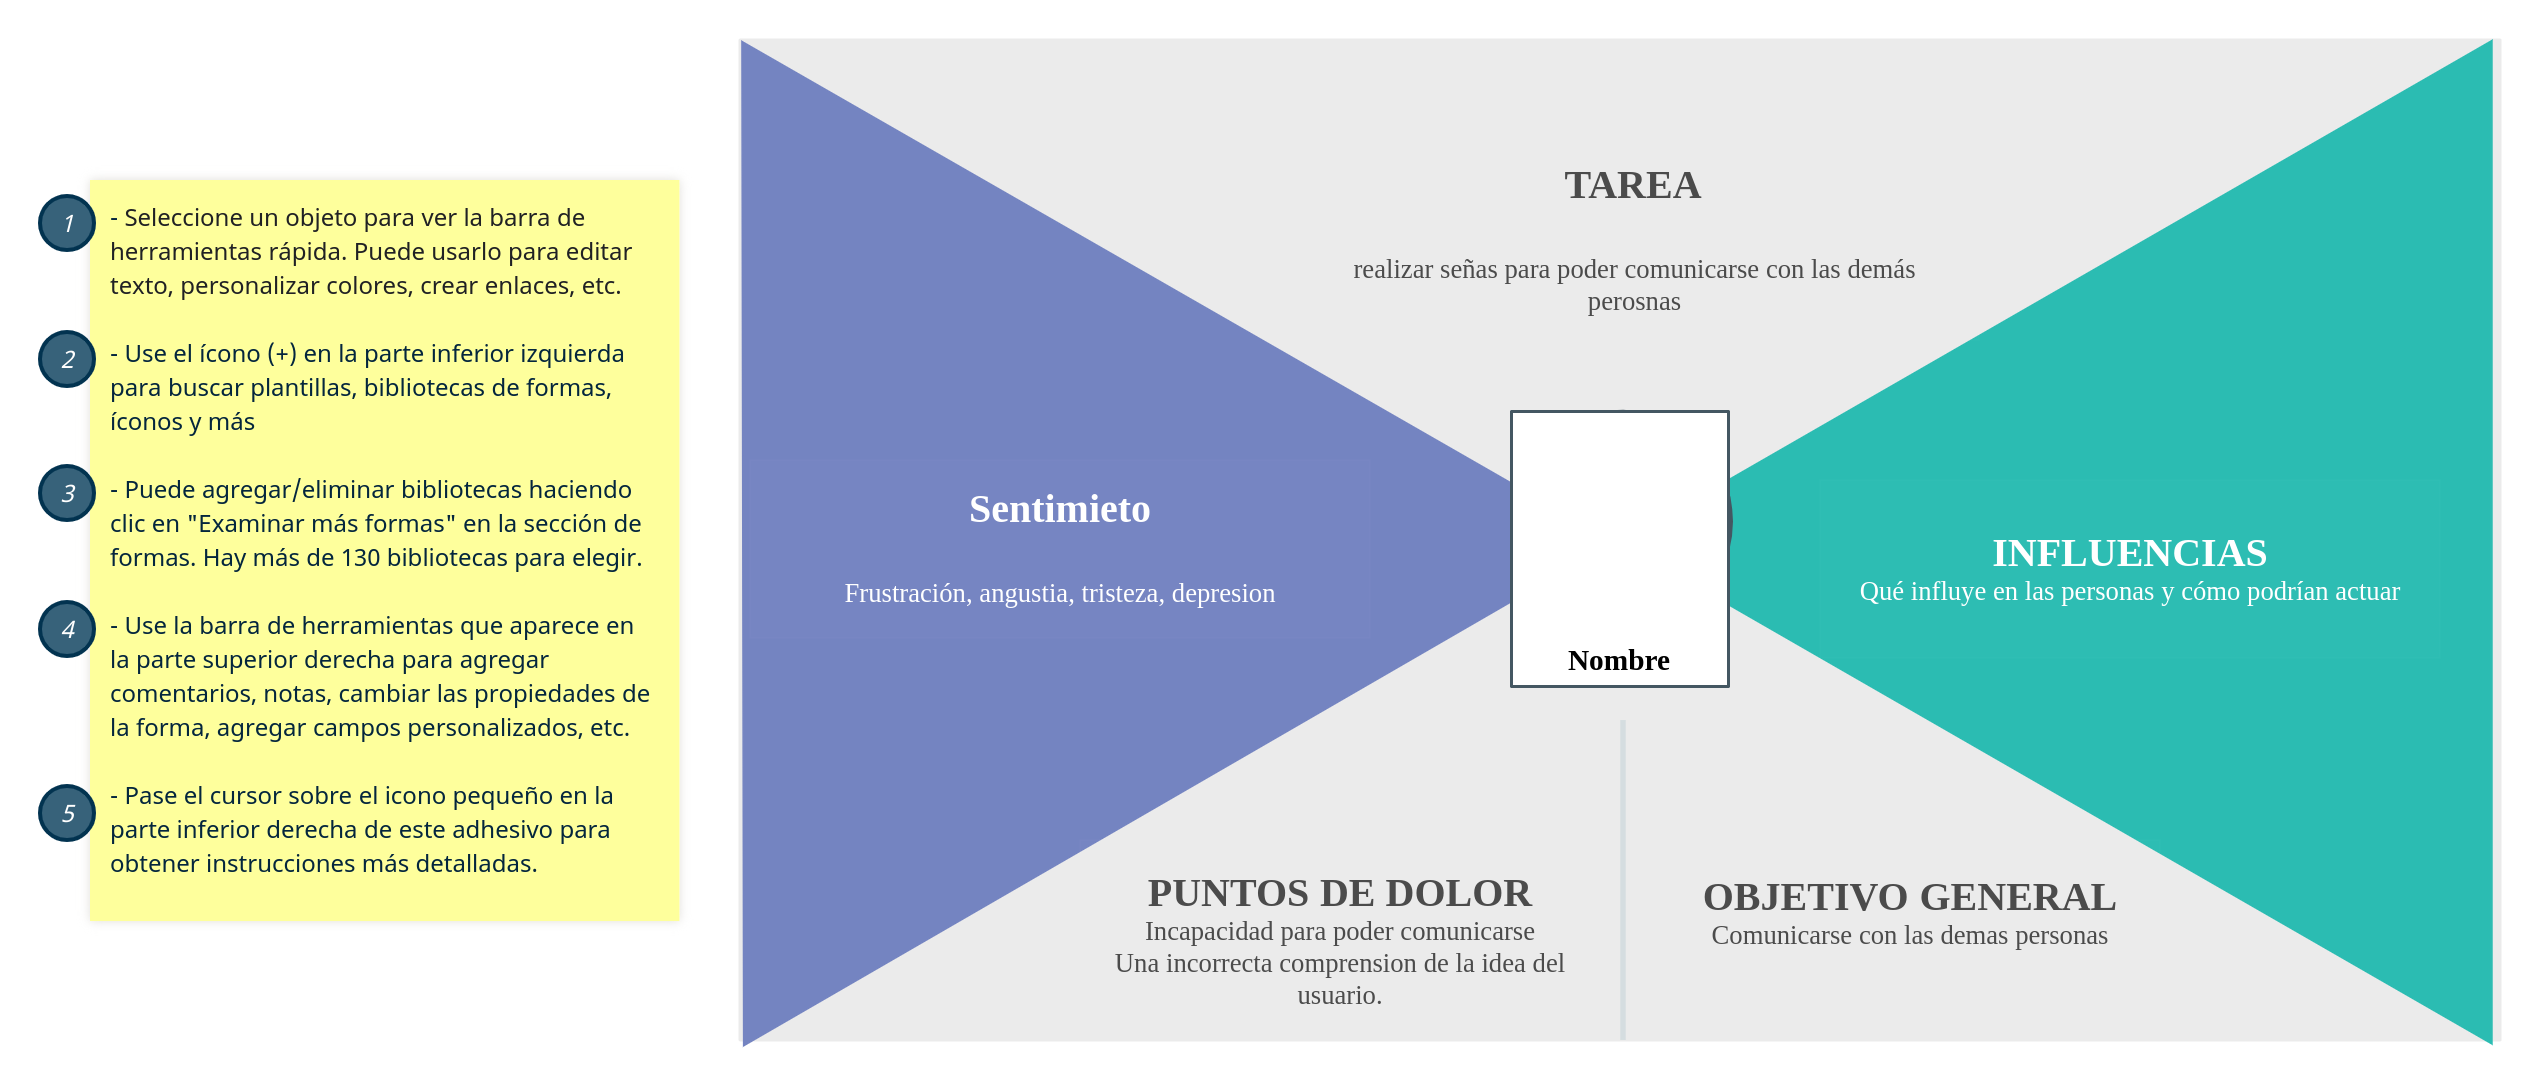 1
- Seleccione un objeto para ver la barra de
herramientas rápida. Puede usarlo para editar
texto, personalizar colores, crear enlaces, etc.
2
- Use el ícono (+) en la parte inferior izquierda
para buscar plantillas, bibliotecas de formas,
íconos y más
3
- Puede agregar/eliminar bibliotecas haciendo
clic en "Examinar más formas" en la sección de
formas. Hay más de 130 bibliotecas para elegir.
4
- Use la barra de herramientas que aparece en
la parte superior derecha para agregar
comentarios, notas, cambiar las propiedades de
la forma, agregar campos personalizados, etc.
5
- Pase el cursor sobre el icono pequeño en la
parte inferior derecha de este adhesivo para
obtener instrucciones más detalladas.
TAREA
realizar señas para poder comunicarse con las demás
perosnas
Sentimieto
Frustración, angustia, tristeza, depresion
Nombre
INFLUENCIAS
Qué influye en las personas y cómo podrían actuar
PUNTOS DE DOLOR
Incapacidad para poder comunicarse
Una incorrecta comprension de la idea del
usuario.
OBJETIVO GENERAL
Comunicarse con las demas personas